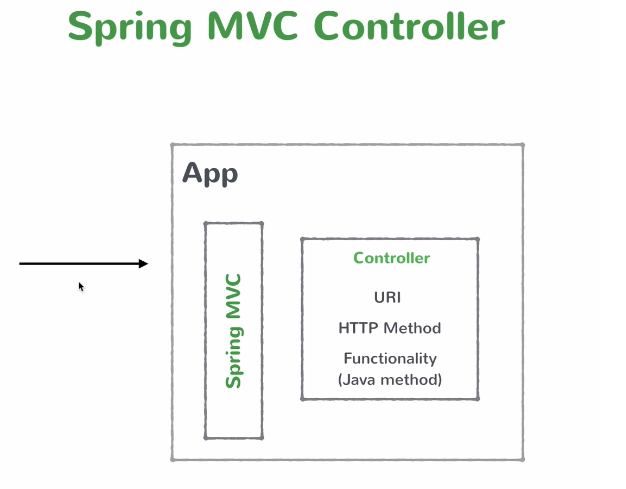 Spring MVC Controller
App
Spring MVC
Controller
URI
HTTP Method
Functionality
(Java method)